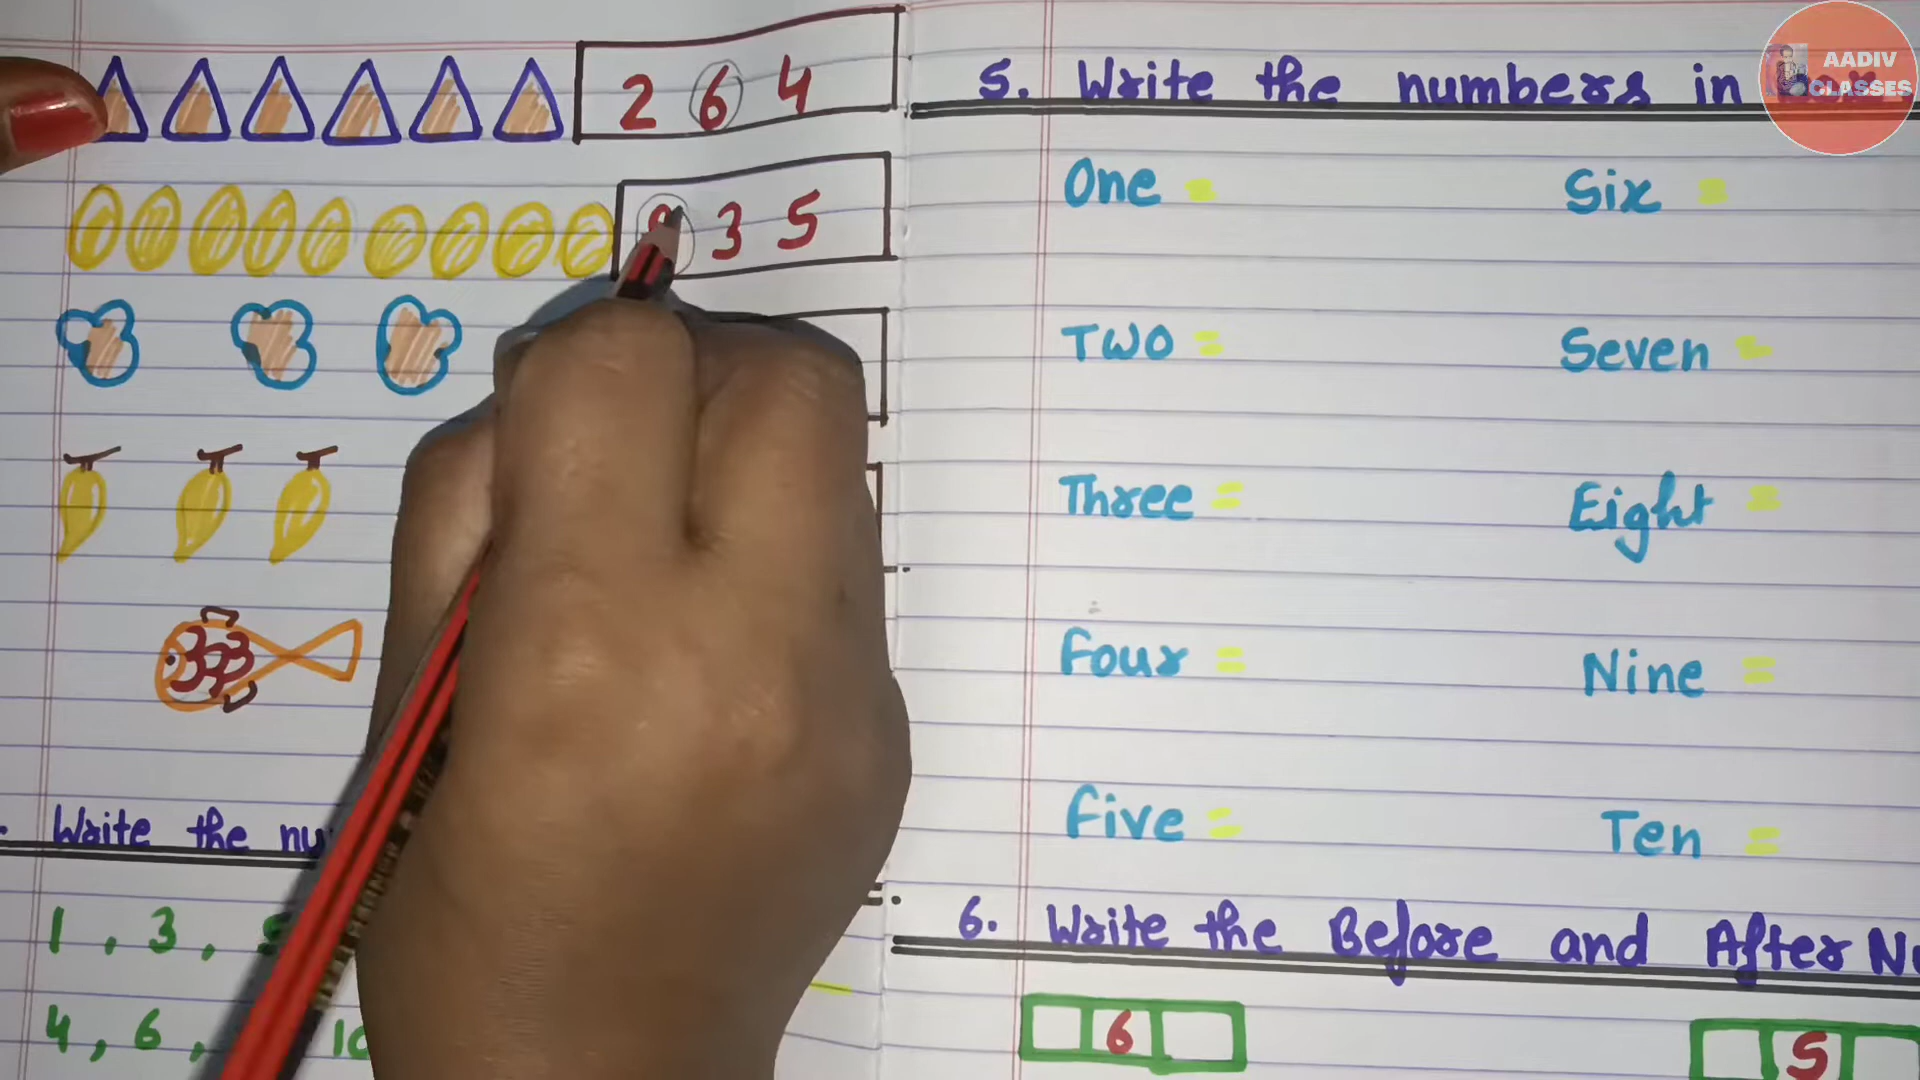 2 6 4
3 5
Write the
1 , 3 ,
4 , 6 ,
5. Write the numbers in
One = Six =
Two = Seven =
Three = Eight =
Four = Nine =
Five = Ten =
6. Write the Before and After
6
5
AADIV
CLASSES